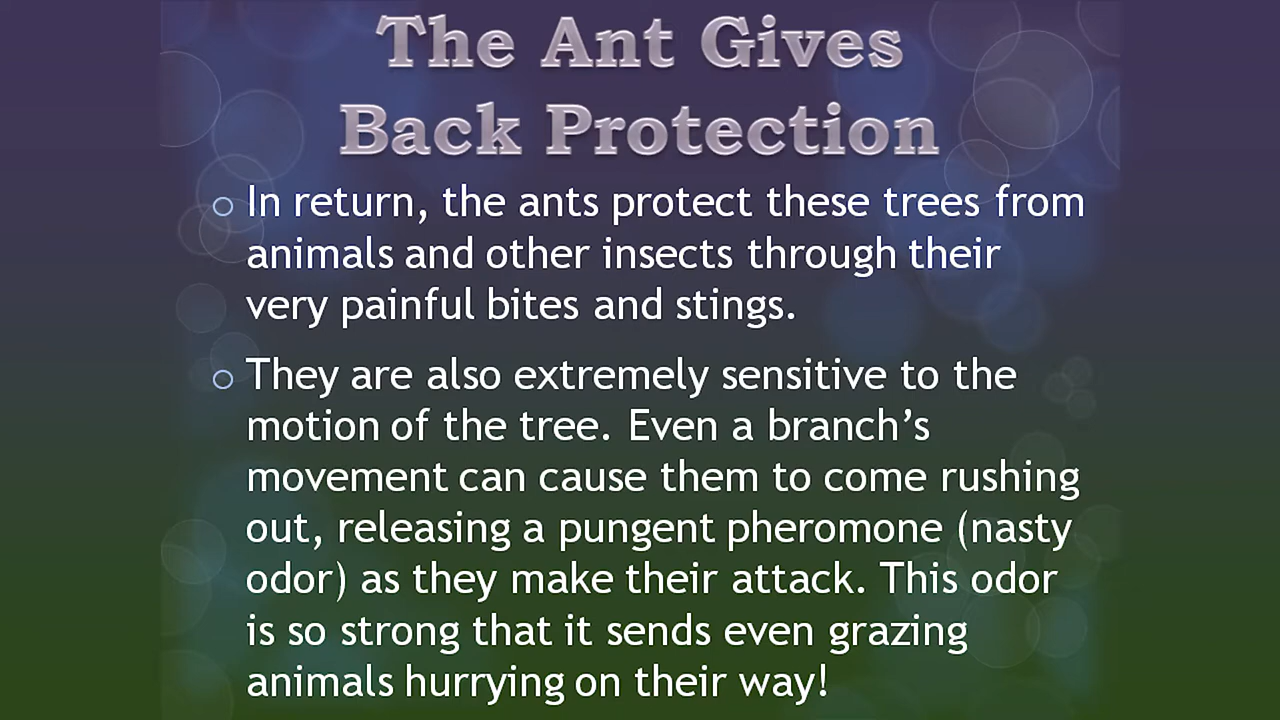 The Ant Gives
Back Protection
o In return, the ants protect these trees from
animals and other insects through their
very painful bites and stings.
o They are also extremely sensitive to the
motion of the tree. Even a branch’s
movement can cause them to come rushing
out, releasing a pungent pheromone (nasty
odor) as they make their attack. This odor
is so strong that it sends even grazing
animals hurrying on their way!